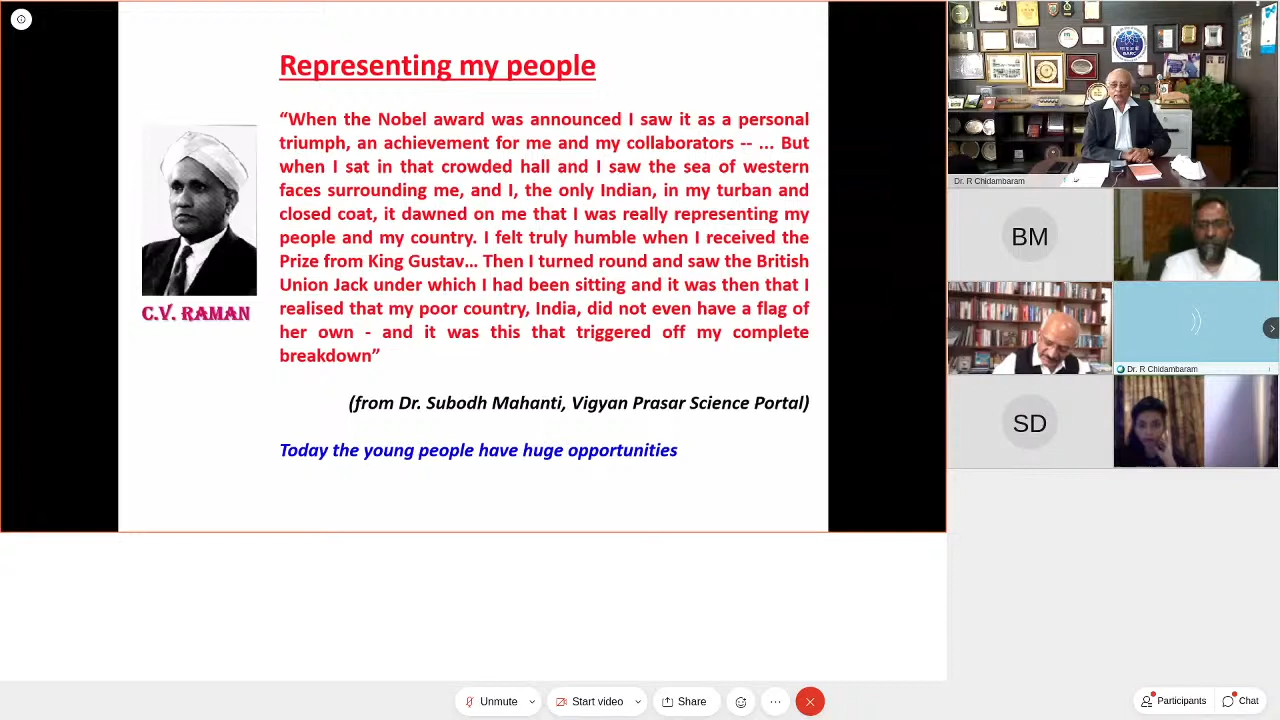 Representing my people
“When the Nobel award was announced I saw it as a personal
triumph, an achievement for me and my collaborators -- ... But
when I sat in that crowded hall and I saw the sea of western
faces surrounding me, and I, the only Indian, in my turban and
closed coat, it dawned on me that I was really representing my
people and my country. I felt truly humble when I received the
Prize from King Gustav... Then I turned round and saw the British
Union Jack under which I had been sitting and it was then that I
realised that my poor country, India, did not even have a flag of
her own - and it was this that triggered off my complete
breakdown”
C.V. RAMAN
(from Dr. Subodh Mahanti, Vigyan Prasar Science Portal)
Today the young people have huge opportunities
BARC
Dr. R Chidambaram
BM
Dr. R Chidambaram
SD
Unmute
Start video
Share
Participants
Chat